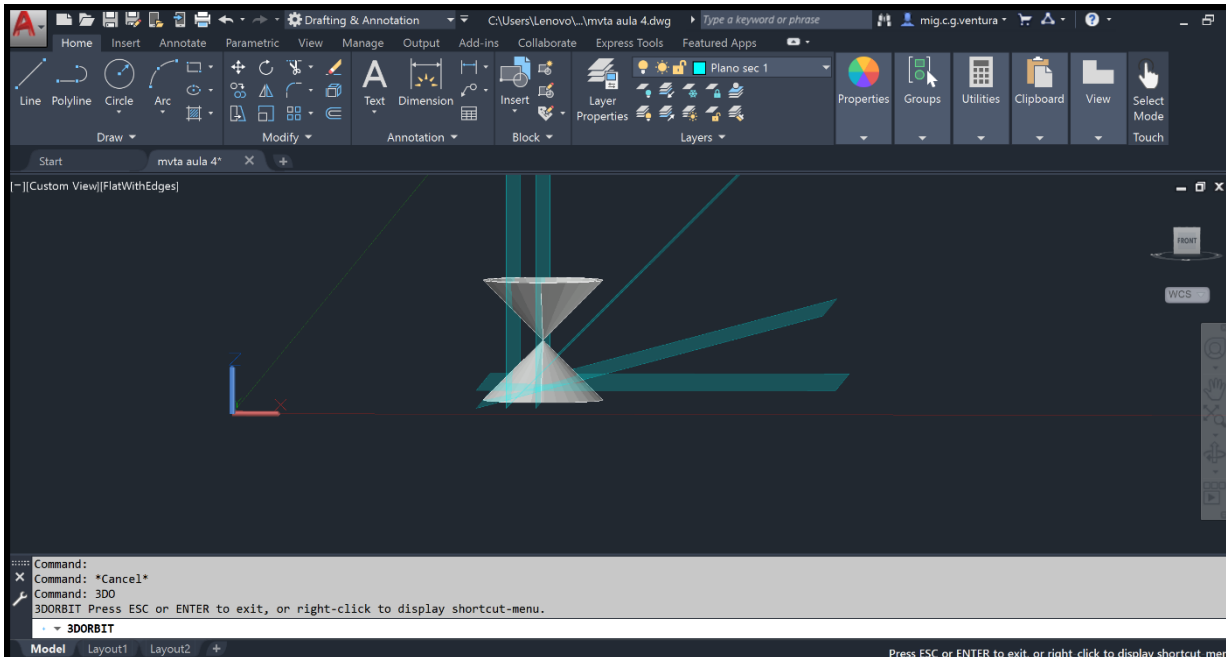 A Drafting & Annotation C:\Users\Lenovo\...\mvta aula 4.dwg Type a keyword or phrase mig.c.g.ventura ?
Home Insert Annotate Parametric View Manage Output Add-ins Collaborate Express Tools Featured Apps
Line Polyline Circle Arc
Draw
Modify
A
Text Dimension
Annotation
Insert
Block
Layer
Properties
Plano sec 1
Layers
Properties Groups Utilities Clipboard View Select
Mode
Touch
Start mvta aula 4* +
[-][Custom View][FlatWithEdges]
FRONT
WCS
Z
X
Command:
Command: *Cancel*
Command: 3DO
3DORBIT Press ESC or ENTER to exit, or right-click to display shortcut-menu.
3DORBIT
Model Layout1 Layout2 +
Press ESC or ENTER to exit, or right-click to display shortcut-men